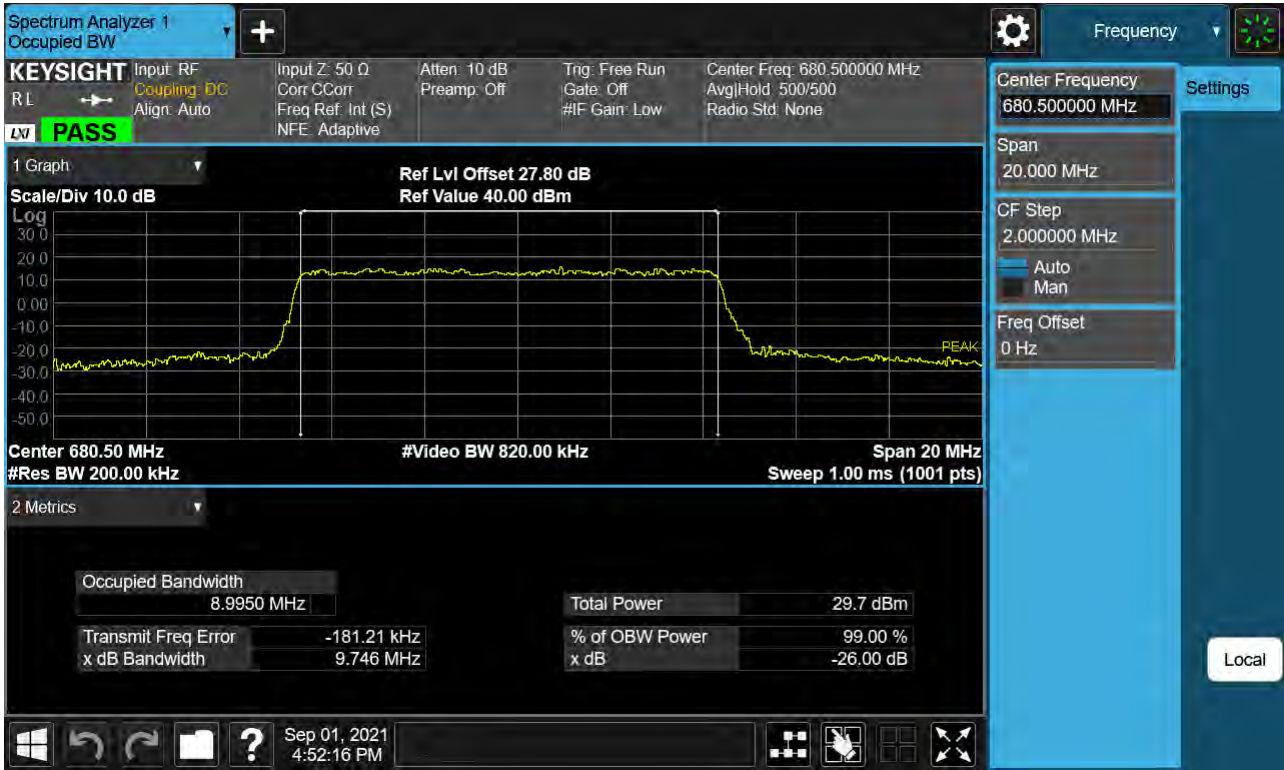 Spectrum Analyzer 1
Occupied BW
+
Frequency
KEYSIGHT
RL
LXI
PASS
Input: RF
Coupling: DC
Align: Auto
Input Z: 50 Ω
Corr CCorr
Freq Ref: Int (S)
NFE: Adaptive
Atten: 10 dB
Preamp: Off
Trig: Free Run
Gate: Off
#IF Gain: Low
Center Freq: 680.500000 MHz
Avg|Hold: 500/500
Radio Std: None
Center Frequency
680.500000 MHz
Settings
Span
20.000 MHz
CF Step
2.000000 MHz
Auto
Man
Freq Offset
0 Hz
1 Graph
Scale/Div 10.0 dB
Ref Lvl Offset 27.80 dB
Ref Value 40.00 dBm
Log
30.0
20.0
10.0
0.00
-10.0
-20.0
-30.0
-40.0
-50.0
PEAK
Center 680.50 MHz
#Video BW 820.00 kHz
Span 20 MHz
#Res BW 200.00 kHz
Sweep 1.00 ms (1001 pts)
2 Metrics
Occupied Bandwidth
8.9950 MHz
Total Power 29.7 dBm
Transmit Freq Error -181.21 kHz
% of OBW Power 99.00 %
x dB Bandwidth 9.746 MHz
x dB -26.00 dB
Local
?
Sep 01, 2021
4:52:16 PM